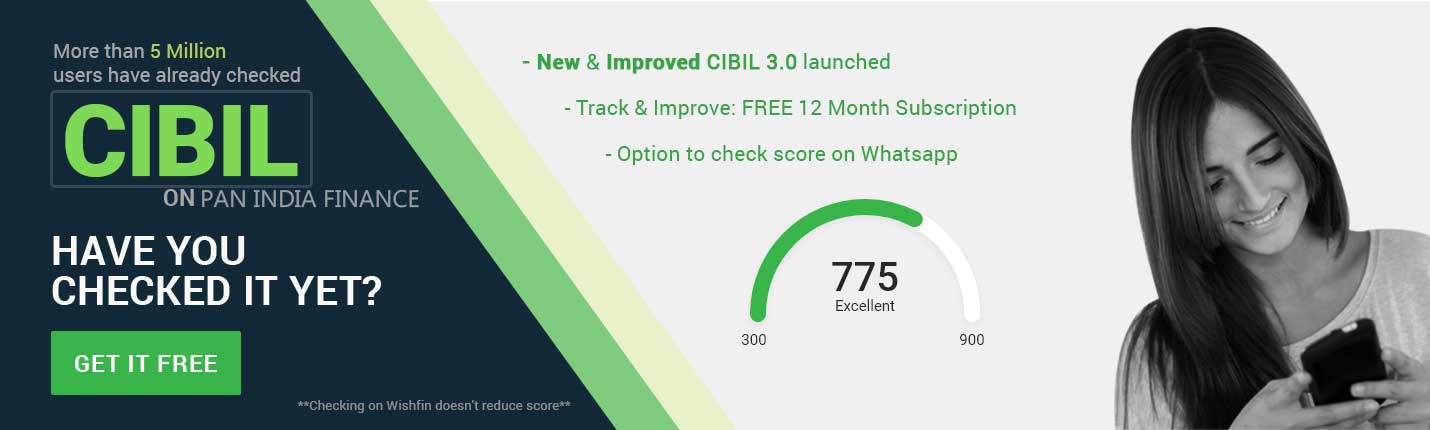 More than 5 Million
users have already checked
CIBIL
ON PAN INDIA FINANCE
HAVE YOU
CHECKED IT YET?
GET IT FREE
**Checking on Wishfin doesn't reduce score**
- New & Improved CIBIL 3.0 launched
- Track & Improve: FREE 12 Month Subscription
- Option to check score on Whatsapp
775
Excellent
300
900